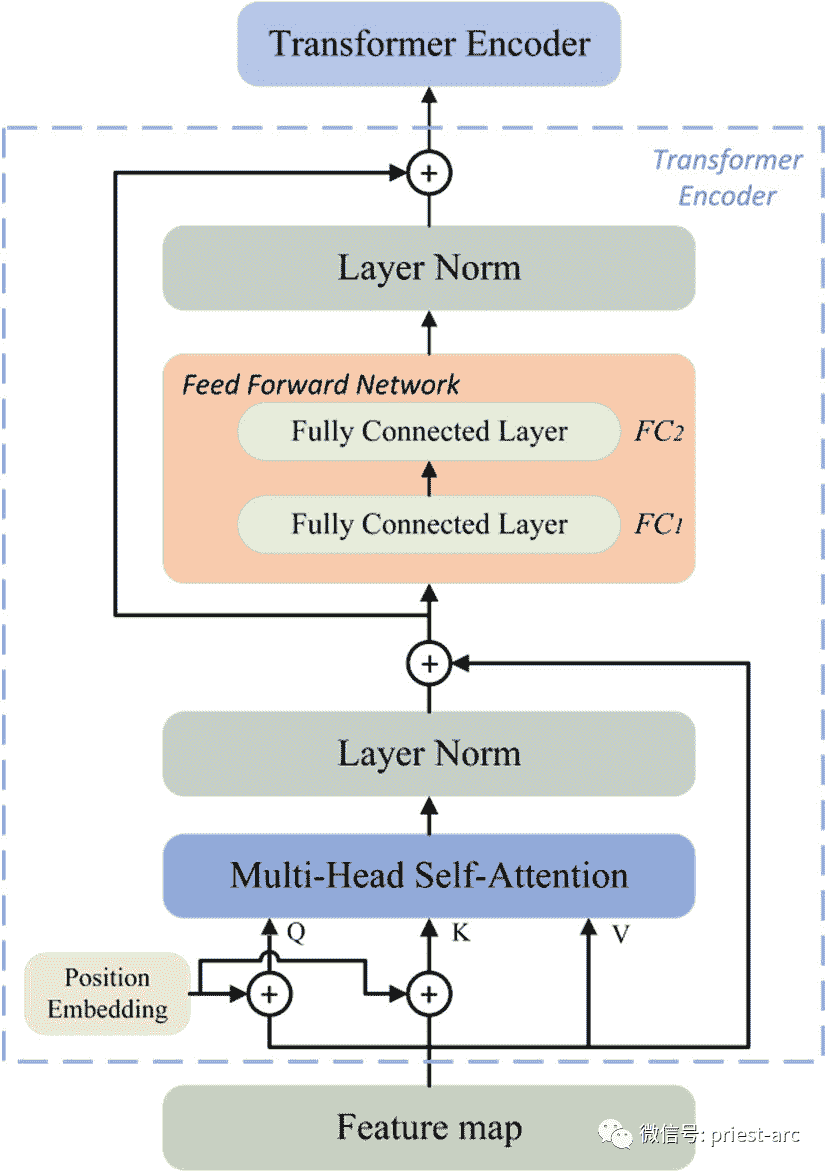 Transformer Encoder
Transformer
Encoder
+
Layer Norm
Feed Forward Network
Fully Connected Layer FC2
Fully Connected Layer FC1
+
Layer Norm
Multi-Head Self-Attention
Q K V
Position
Embedding
+ +
Feature map
微信号: priest-arc